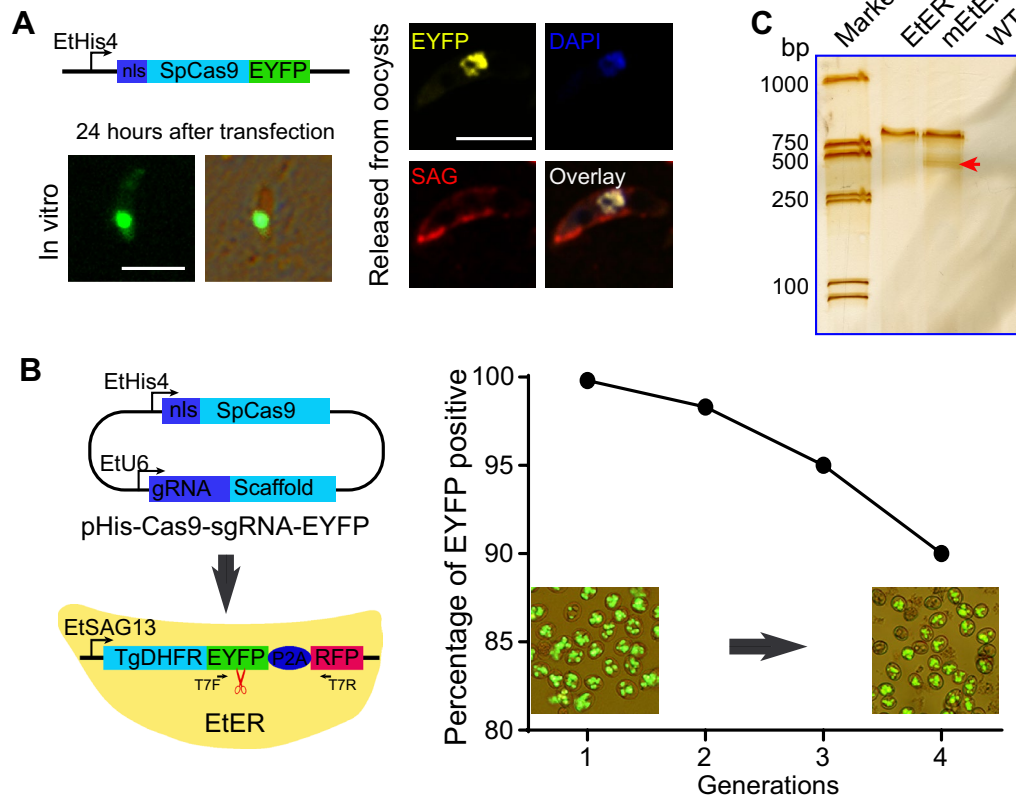 A
EtHis4
nls SpCas9 EYFP
24 hours after transfection
In vitro
Released from oocysts
EYFP
DAPI
SAG
Overlay
C
bp
EtER
WT
1000
750
500
250
100
B
EtHis4
nls SpCas9
EtU6
gRNA Scaffold
pHis-Cas9-sgRNA-EYFP
EtSAG13
TgDHFR EYFP P2A RFP
T7F
T7R
EtER
Percentage of EYFP positive
100
95
90
85
80
1 2 3 4
Generations